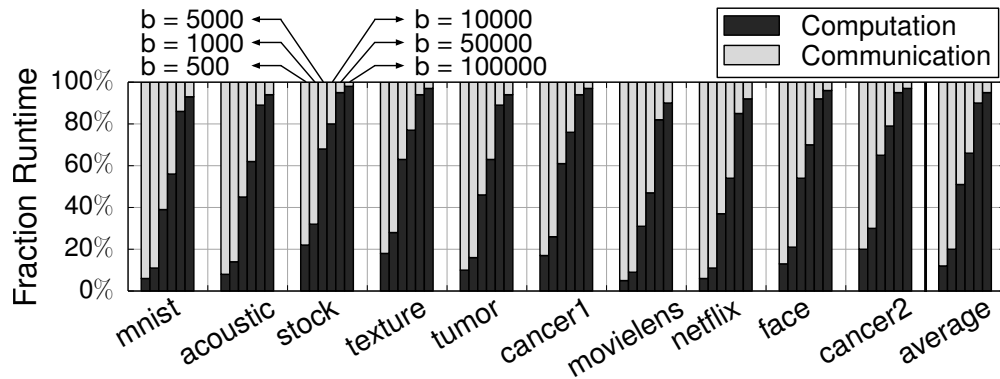 b = 5000
b = 1000
b = 500
b = 10000
b = 50000
b = 100000
Computation
Communication
Fraction Runtime
100%
80%
60%
40%
20%
0%
mnist
acoustic
stock
texture
tumor
cancer1
movielens
netflix
face
cancer2
average